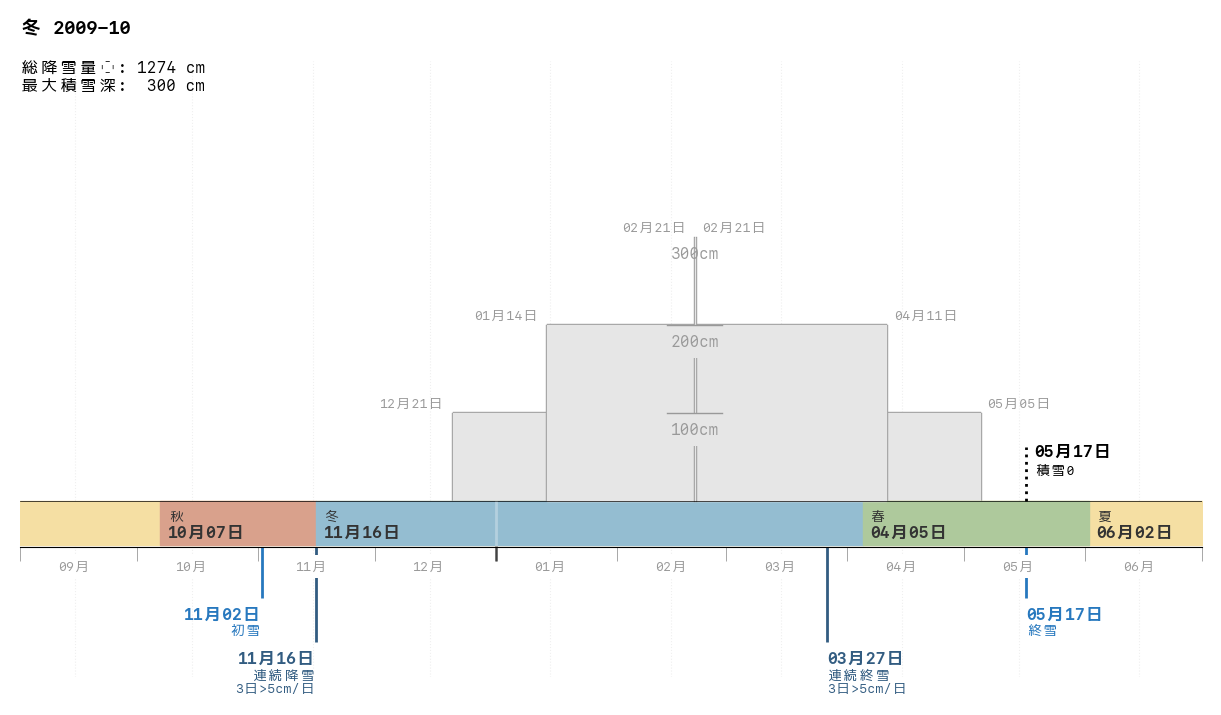 冬 2009-10
総降雪量: 1274 cm
最大積雪深: 300 cm
02月21日 02月21日
300cm
01月14日 04月11日
200cm
12月21日 05月05日
100cm
05月17日
積雪0
秋 冬 春 夏
10月07日 11月16日 04月05日 06月02日
09月 10月 11月 12月 01月 02月 03月 04月 05月 06月
11月02日 05月17日
初雪 終雪
11月16日 03月27日
連続降雪 連続終雪
3日>5cm/日 3日>5cm/日